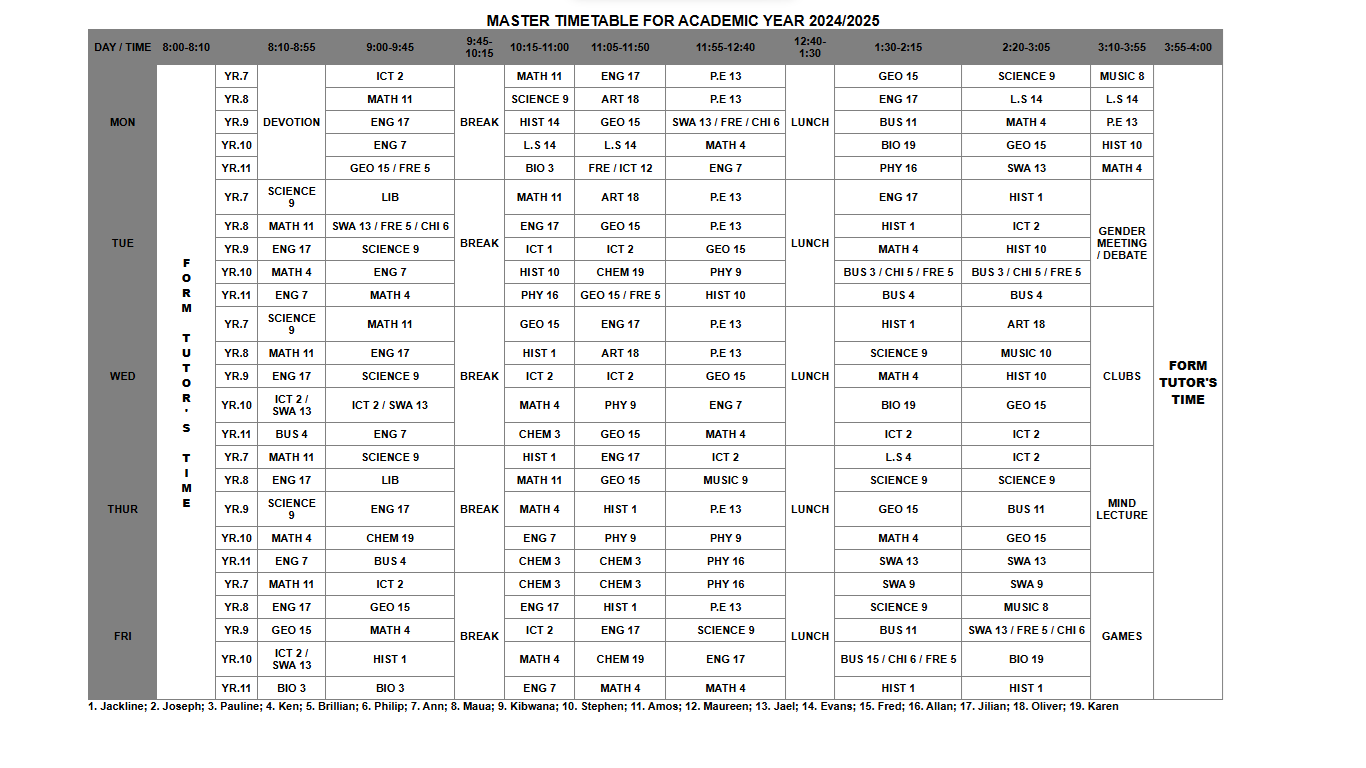 MASTER TIMETABLE FOR ACADEMIC YEAR 2024/2025
DAY / TIME 8:00-8:10 8:10-8:55 9:00-9:45 9:45-10:15 10:15-11:00 11:05-11:50 11:55-12:40 12:40-1:30 1:30-2:15 2:20-3:05 3:10-3:55 3:55-4:00
FORM TUTOR'S TIME
MON
YR.7 DEVOTION ICT 2 BREAK MATH 11 ENG 17 P.E 13 LUNCH GEO 15 SCIENCE 9 MUSIC 8
YR.8 MATH 11 SCIENCE 9 ART 18 P.E 13 ENG 17 L.S 14 L.S 14
YR.9 ENG 17 HIST 14 GEO 15 SWA 13 / FRE / CHI 6 BUS 11 MATH 4 P.E 13
YR.10 ENG 7 L.S 14 L.S 14 MATH 4 BIO 19 GEO 15 HIST 10
YR.11 GEO 15 / FRE 5 BIO 3 FRE / ICT 12 ENG 7 PHY 16 SWA 13 MATH 4
TUE
YR.7 SCIENCE 9 LIB BREAK MATH 11 ART 18 P.E 13 LUNCH ENG 17 HIST 1 GENDER MEETING / DEBATE
YR.8 MATH 11 SWA 13 / FRE 5 / CHI 6 ENG 17 GEO 15 P.E 13 HIST 1 ICT 2
YR.9 ENG 17 SCIENCE 9 ICT 1 ICT 2 GEO 15 MATH 4 HIST 10
YR.10 MATH 4 ENG 7 HIST 10 CHEM 19 PHY 9 BUS 3 / CHI 5 / FRE 5 BUS 3 / CHI 5 / FRE 5
YR.11 ENG 7 MATH 4 PHY 16 GEO 15 / FRE 5 HIST 10 BUS 4 BUS 4
WED
YR.7 SCIENCE 9 MATH 11 BREAK GEO 15 ENG 17 P.E 13 LUNCH HIST 1 ART 18 CLUBS
YR.8 MATH 11 ENG 17 HIST 1 ART 18 P.E 13 SCIENCE 9 MUSIC 10
YR.9 ENG 17 SCIENCE 9 ICT 2 ICT 2 GEO 15 MATH 4 HIST 10
YR.10 ICT 2 / SWA 13 ICT 2 / SWA 13 MATH 4 PHY 9 ENG 7 BIO 19 GEO 15
YR.11 BUS 4 ENG 7 CHEM 3 GEO 15 MATH 4 ICT 2 ICT 2
FORM TUTOR'S TIME
THUR
YR.7 MATH 11 SCIENCE 9 BREAK HIST 1 ENG 17 ICT 2 LUNCH L.S 4 ICT 2 MIND LECTURE
YR.8 ENG 17 LIB MATH 11 GEO 15 MUSIC 9 SCIENCE 9 SCIENCE 9
YR.9 SCIENCE 9 ENG 17 MATH 4 HIST 1 P.E 13 GEO 15 BUS 11
YR.10 MATH 4 CHEM 19 ENG 7 PHY 9 PHY 9 MATH 4 GEO 15
YR.11 ENG 7 BUS 4 CHEM 3 CHEM 3 PHY 16 SWA 13 SWA 13
FRI
YR.7 MATH 11 ICT 2 BREAK CHEM 3 CHEM 3 PHY 16 LUNCH SWA 9 SWA 9 GAMES
YR.8 ENG 17 GEO 15 ENG 17 HIST 1 P.E 13 SCIENCE 9 MUSIC 8
YR.9 GEO 15 MATH 4 ICT 2 ENG 17 SCIENCE 9 BUS 11 SWA 13 / FRE 5 / CHI 6
YR.10 ICT 2 / SWA 13 HIST 1 MATH 4 CHEM 19 ENG 17 BUS 15 / CHI 6 / FRE 5 BIO 19
YR.11 BIO 3 BIO 3 ENG 7 MATH 4 MATH 4 HIST 1 HIST 1
1. Jackline; 2. Joseph; 3. Pauline; 4. Ken; 5. Brillian; 6. Philip; 7. Ann; 8. Maua; 9. Kibwana; 10. Stephen; 11. Amos; 12. Maureen; 13. Jael; 14. Evans; 15. Fred; 16. Allan; 17. Jilian; 18. Oliver; 19. Karen